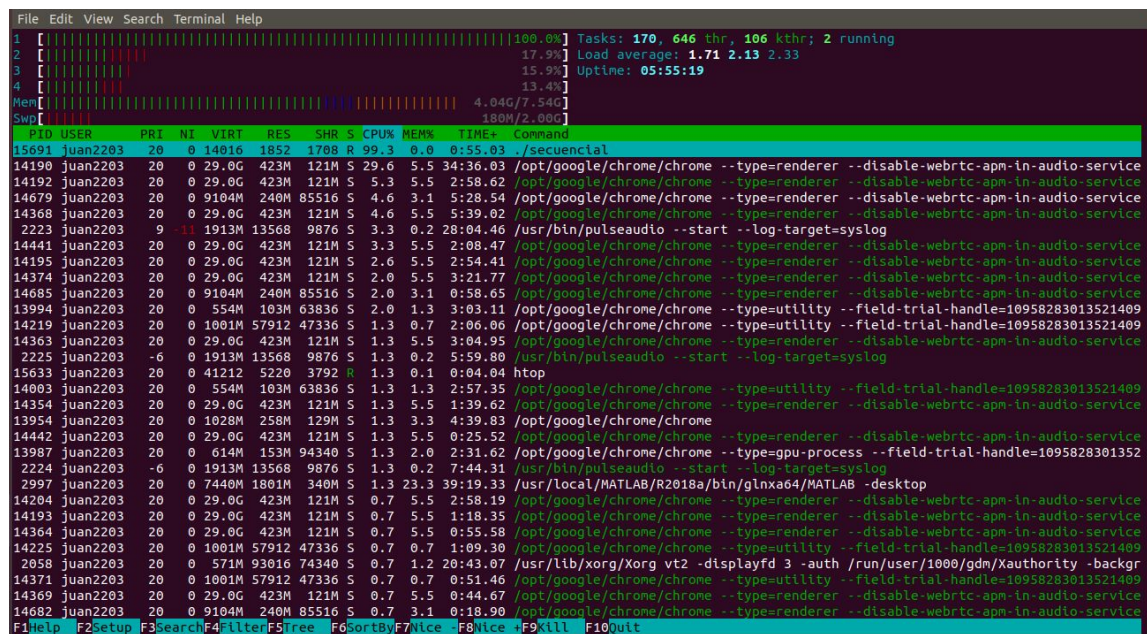 File Edit View Search Terminal Help
1 [||||||||||||||||||||||||||||||||||||||||||||||||||||||||||||100.0%] Tasks: 170, 646 thr, 106 kthr; 2 running
2 [||||||||||||| 17.9%] Load average: 1.71 2.13 2.33
3 [||||||||||| 15.9%] Uptime: 05:55:19
4 [|||||||||| 13.4%]
Mem[||||||||||||||||||||||||||||||||||||||||||||||||||||| 4.04G/7.54G]
Swp[|||||| 180M/2.00G]
PID USER PRI NI VIRT RES SHR S CPU% MEM% TIME+ Command
15691 juan2203 20 0 14016 1852 1708 R 99.3 0.0 0:55.03 ./secuencial
14190 juan2203 20 0 29.0G 423M 121M S 29.6 5.5 34:36.03 /opt/google/chrome/chrome --type=renderer --disable-webrtc-apm-in-audio-service
14192 juan2203 20 0 29.0G 423M 121M S 5.3 5.5 2:58.62 /opt/google/chrome/chrome --type=renderer --disable-webrtc-apm-in-audio-service
14679 juan2203 20 0 9104M 240M 85516 S 4.6 3.1 5:28.54 /opt/google/chrome/chrome --type=renderer --disable-webrtc-apm-in-audio-service
14368 juan2203 20 0 29.0G 423M 121M S 4.6 5.5 5:39.02 /opt/google/chrome/chrome --type=renderer --disable-webrtc-apm-in-audio-service
2223 juan2203 9 -11 1913M 13568 9876 S 3.3 0.2 28:04.46 /usr/bin/pulseaudio --start --log-target=syslog
14441 juan2203 20 0 29.0G 423M 121M S 3.3 5.5 2:08.47 /opt/google/chrome/chrome --type=renderer --disable-webrtc-apm-in-audio-service
14195 juan2203 20 0 29.0G 423M 121M S 2.6 5.5 2:54.41 /opt/google/chrome/chrome --type=renderer --disable-webrtc-apm-in-audio-service
14374 juan2203 20 0 29.0G 423M 121M S 2.0 5.5 3:21.77 /opt/google/chrome/chrome --type=renderer --disable-webrtc-apm-in-audio-service
14685 juan2203 20 0 9104M 240M 85516 S 2.0 3.1 0:58.65 /opt/google/chrome/chrome --type=renderer --disable-webrtc-apm-in-audio-service
13994 juan2203 20 0 554M 103M 63836 S 2.0 1.3 3:03.11 /opt/google/chrome/chrome --type=utility --field-trial-handle=10958283013521409
14219 juan2203 20 0 1001M 57912 47336 S 1.3 0.7 2:06.06 /opt/google/chrome/chrome --type=utility --field-trial-handle=10958283013521409
14363 juan2203 20 0 29.0G 423M 121M S 1.3 5.5 3:04.95 /opt/google/chrome/chrome --type=renderer --disable-webrtc-apm-in-audio-service
2225 juan2203 -6 0 1913M 13568 9876 S 1.3 0.2 5:59.80 /usr/bin/pulseaudio --start --log-target=syslog
15633 juan2203 20 0 41212 5220 3792 R 1.3 0.1 0:04.04 htop
14003 juan2203 20 0 554M 103M 63836 S 1.3 1.3 2:57.35 /opt/google/chrome/chrome --type=utility --field-trial-handle=10958283013521409
14354 juan2203 20 0 29.0G 423M 121M S 1.3 5.5 1:39.62 /opt/google/chrome/chrome --type=renderer --disable-webrtc-apm-in-audio-service
13954 juan2203 20 0 1028M 258M 129M S 1.3 3.3 4:39.83 /opt/google/chrome/chrome
14442 juan2203 20 0 29.0G 423M 121M S 1.3 5.5 0:25.52 /opt/google/chrome/chrome --type=renderer --disable-webrtc-apm-in-audio-service
13987 juan2203 20 0 614M 153M 94340 S 1.3 2.0 2:31.62 /opt/google/chrome/chrome --type=gpu-process --field-trial-handle=1095828301352
2224 juan2203 -6 0 1913M 13568 9876 S 1.3 0.2 7:44.31 /usr/bin/pulseaudio --start --log-target=syslog
2997 juan2203 20 0 7440M 1801M 340M S 1.3 23.3 39:19.33 /usr/local/MATLAB/R2018a/bin/glnxa64/MATLAB -desktop
14204 juan2203 20 0 29.0G 423M 121M S 0.7 5.5 2:58.19 /opt/google/chrome/chrome --type=renderer --disable-webrtc-apm-in-audio-service
14193 juan2203 20 0 29.0G 423M 121M S 0.7 5.5 1:18.35 /opt/google/chrome/chrome --type=renderer --disable-webrtc-apm-in-audio-service
14364 juan2203 20 0 29.0G 423M 121M S 0.7 5.5 0:55.58 /opt/google/chrome/chrome --type=renderer --disable-webrtc-apm-in-audio-service
14225 juan2203 20 0 1001M 57912 47336 S 0.7 0.7 1:09.30 /opt/google/chrome/chrome --type=utility --field-trial-handle=10958283013521409
2058 juan2203 20 0 571M 93016 74340 S 0.7 1.2 20:43.07 /usr/lib/xorg/Xorg vt2 -displayfd 3 -auth /run/user/1000/gdm/Xauthority -backgr
14371 juan2203 20 0 1001M 57912 47336 S 0.7 0.7 0:51.46 /opt/google/chrome/chrome --type=utility --field-trial-handle=10958283013521409
14369 juan2203 20 0 29.0G 423M 121M S 0.7 5.5 0:44.67 /opt/google/chrome/chrome --type=renderer --disable-webrtc-apm-in-audio-service
14682 juan2203 20 0 9104M 240M 85516 S 0.7 3.1 0:18.90 /opt/google/chrome/chrome --type=renderer --disable-webrtc-apm-in-audio-service
F1Help F2Setup F3SearchF4FilterF5Tree F6SortByF7Nice -F8Nice +F9Kill F10Quit